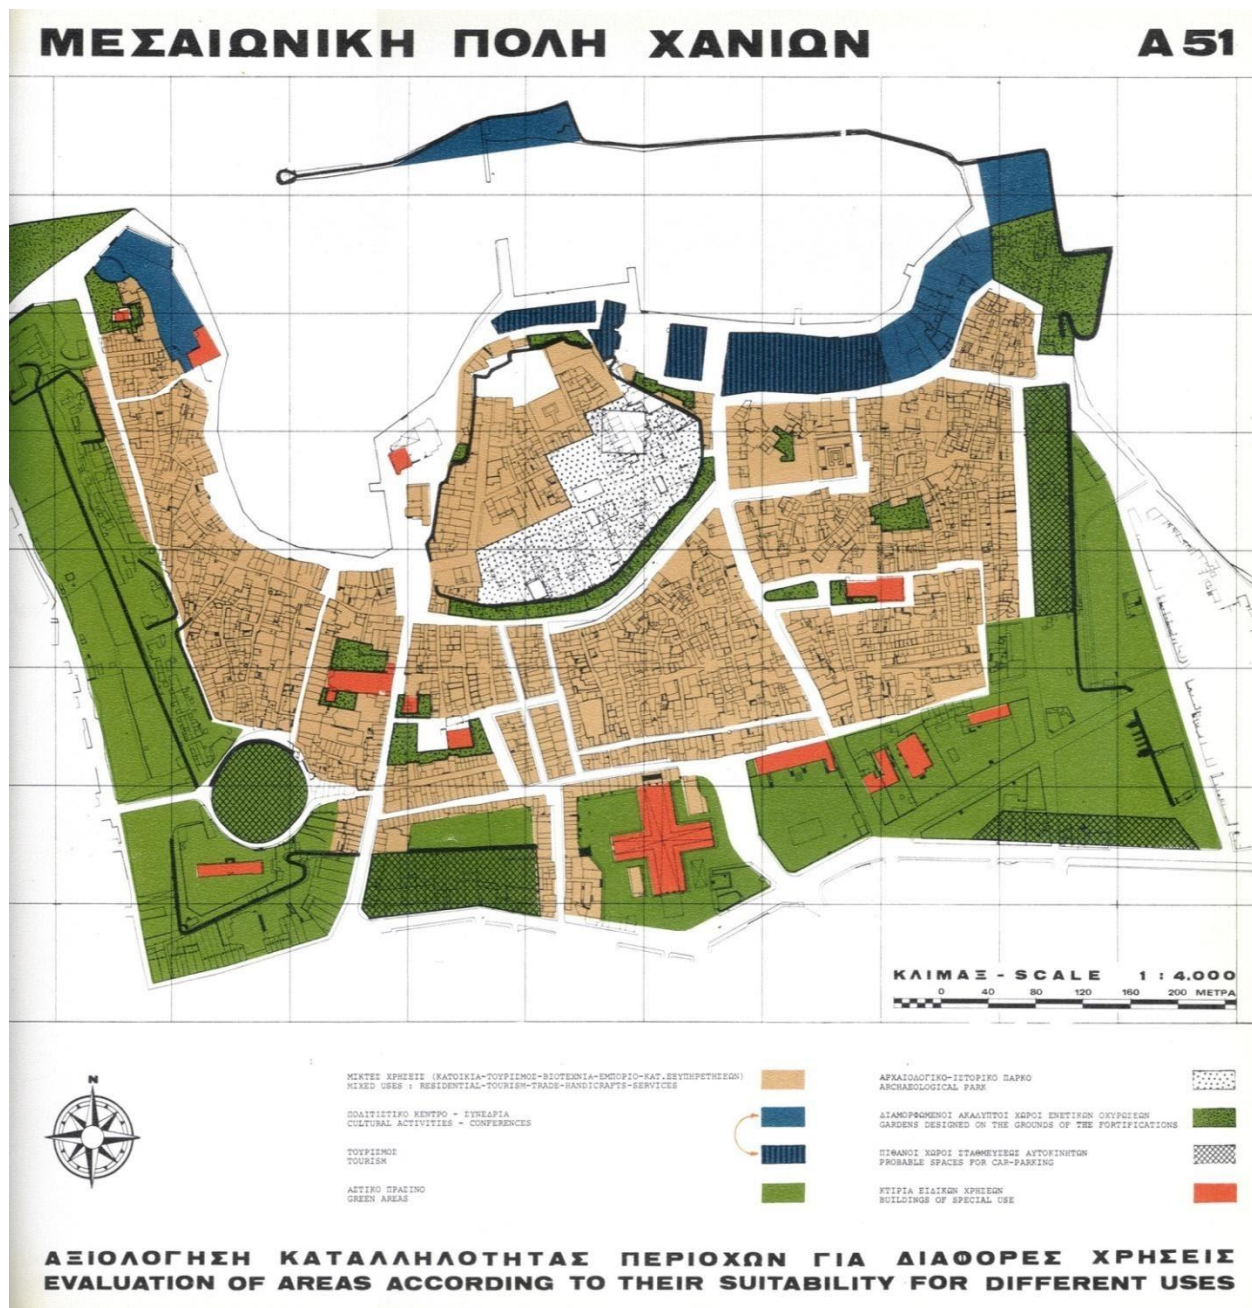 ΜΕΣΑΙΩΝΙΚΗ ΠΟΛΗ ΧΑΝΙΩΝ
Α 51
ΚΛΙΜΑΞ - SCALE 1 : 4.000
0 40 80 120 160 200 ΜΕΤΡΑ
N
ΜΙΚΤΕΣ ΧΡΗΣΕΙΣ (ΚΑΤΟΙΚΙΑ-ΤΟΥΡΙΣΜΟΣ-ΒΙΟΤΕΧΝΙΑ-ΕΜΠΟΡΙΟ-ΚΑΤ.ΕΞΥΠΗΡΕΤΗΣΕΩΝ)
MIXED USES : RESIDENTIAL-TOURISM-TRADE-HANDICRAFTS-SERVICES
ΠΟΛΙΤΙΣΤΙΚΟ ΚΕΝΤΡΟ - ΣΥΝΕΔΡΙΑ
CULTURAL ACTIVITIES - CONFERENCES
ΤΟΥΡΙΣΜΟΣ
TOURISM
ΑΣΤΙΚΟ ΠΡΑΣΙΝΟ
GREEN AREAS
ΑΡΧΑΙΟΛΟΓΙΚΟ-ΙΣΤΟΡΙΚΟ ΠΑΡΚΟ
ARCHAEOLOGICAL PARK
ΔΙΑΜΟΡΦΩΜΕΝΟΙ ΑΚΑΛΥΠΤΟΙ ΧΩΡΟΙ ΕΝΕΤΙΚΩΝ ΟΧΥΡΩΣΕΩΝ
GARDENS DESIGNED ON THE GROUNDS OF THE FORTIFICATIONS
ΠΙΘΑΝΟΙ ΧΩΡΟΙ ΣΤΑΘΜΕΥΣΕΩΣ ΑΥΤΟΚΙΝΗΤΩΝ
PROBABLE SPACES FOR CAR-PARKING
ΚΤΙΡΙΑ ΕΙΔΙΚΩΝ ΧΡΗΣΕΩΝ
BUILDINGS OF SPECIAL USE
ΑΞΙΟΛΟΓΗΣΗ ΚΑΤΑΛΛΗΛΟΤΗΤΑΣ ΠΕΡΙΟΧΩΝ ΓΙΑ ΔΙΑΦΟΡΕΣ ΧΡΗΣΕΙΣ
EVALUATION OF AREAS ACCORDING TO THEIR SUITABILITY FOR DIFFERENT USES